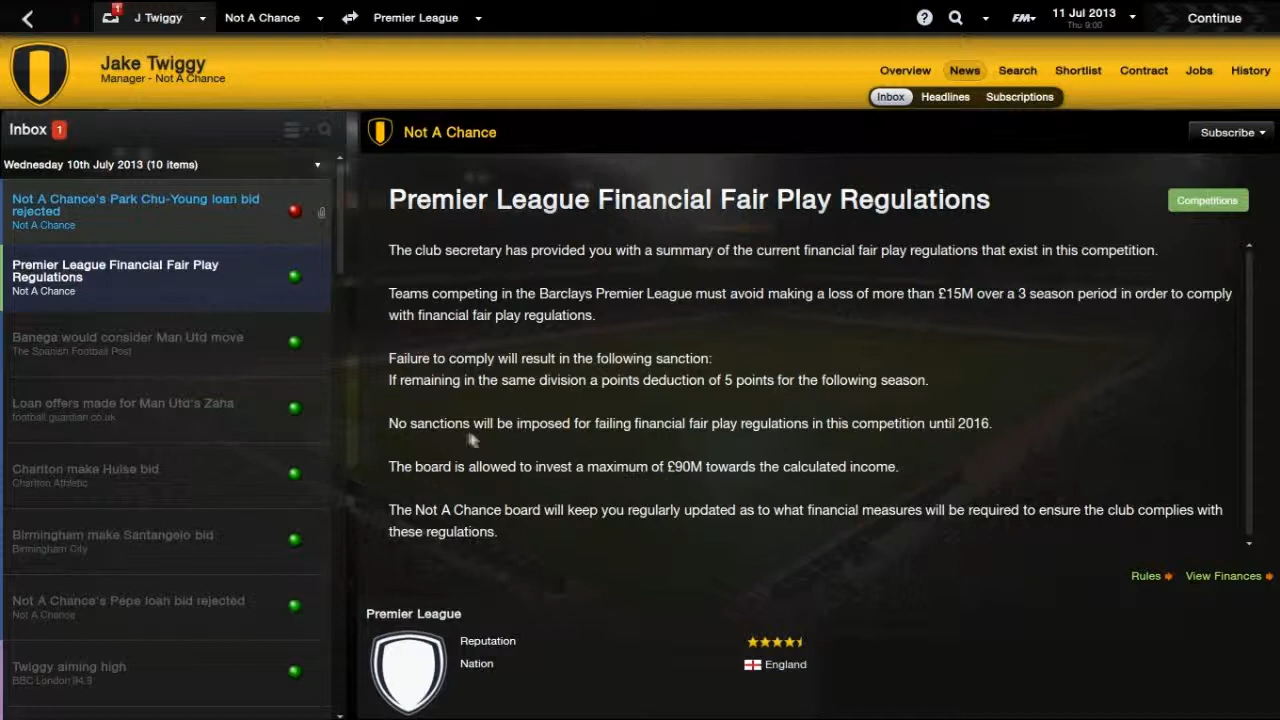 1
J Twiggy
Not A Chance
Premier League
FM
11 Jul 2013
Thu 9:00
Continue
Jake Twiggy
Manager - Not A Chance
Overview
News
Search
Shortlist
Contract
Jobs
History
Inbox
Headlines
Subscriptions
Inbox 1
Wednesday 10th July 2013 (10 items)
Not A Chance's Park Chu-Young loan bid
rejected
Not A Chance
Premier League Financial Fair Play
Regulations
Not A Chance
Banega would consider Man Utd move
The Spanish Football Post
Loan offers made for Man Utd's Zaha
football.guardian.co.uk
Charlton make Hulse bid
Charlton Athletic
Birmingham make Santangelo bid
Birmingham City
Not A Chance's Pepe loan bid rejected
Not A Chance
Twiggy aiming high
BBC London 94.9
Not A Chance
Subscribe
Premier League Financial Fair Play Regulations
Competitions
The club secretary has provided you with a summary of the current financial fair play regulations that exist in this competition.
Teams competing in the Barclays Premier League must avoid making a loss of more than £15M over a 3 season period in order to comply
with financial fair play regulations.
Failure to comply will result in the following sanction:
If remaining in the same division a points deduction of 5 points for the following season.
No sanctions will be imposed for failing financial fair play regulations in this competition until 2016.
The board is allowed to invest a maximum of £90M towards the calculated income.
The Not A Chance board will keep you regularly updated as to what financial measures will be required to ensure the club complies with
these regulations.
Rules
View Finances
Premier League
Reputation
Nation
England